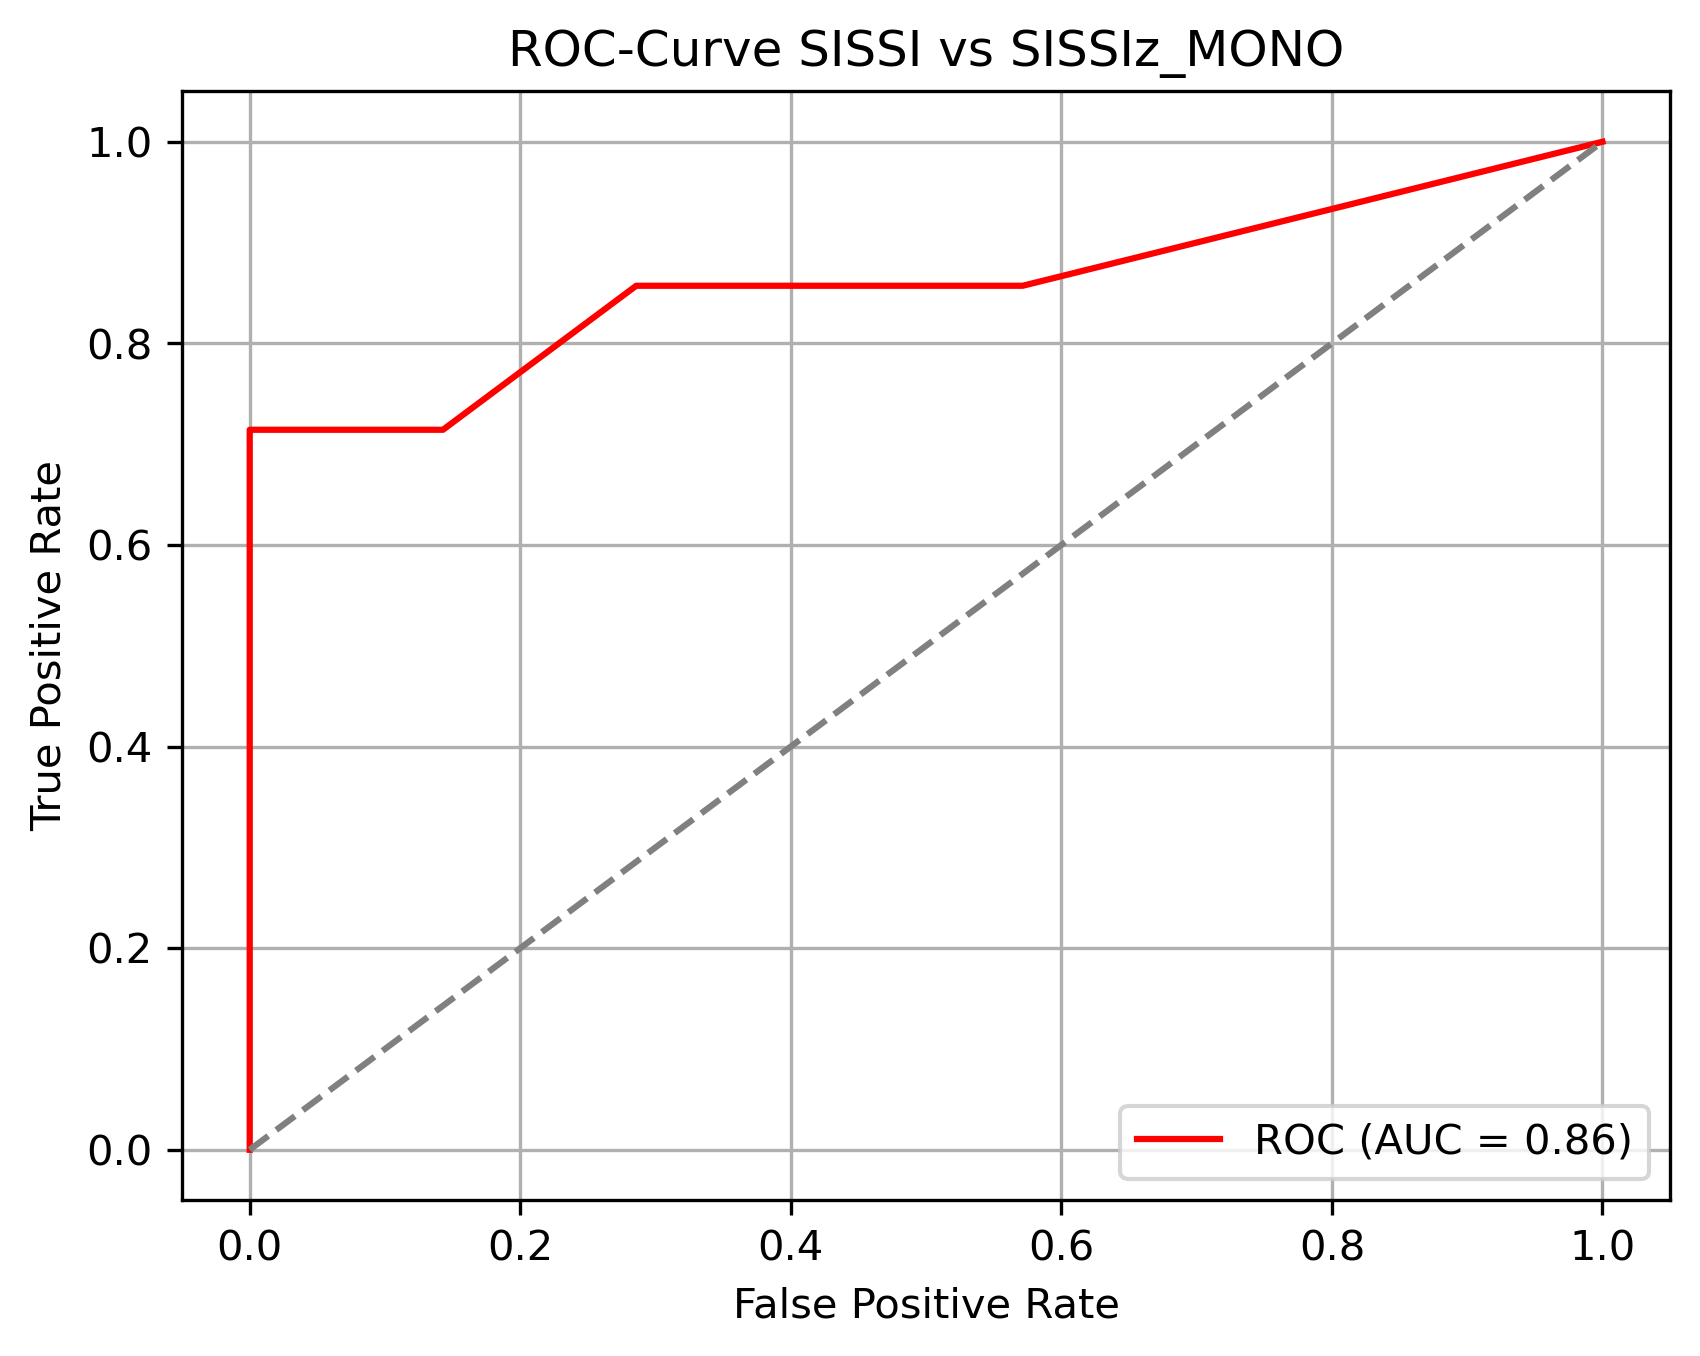 ROC-Curve SISSI vs SISSIz_MONO
True Positive Rate
1.0
0.8
0.6
0.4
0.2
0.0
ROC (AUC = 0.86)
0.0 0.2 0.4 0.6 0.8 1.0
False Positive Rate